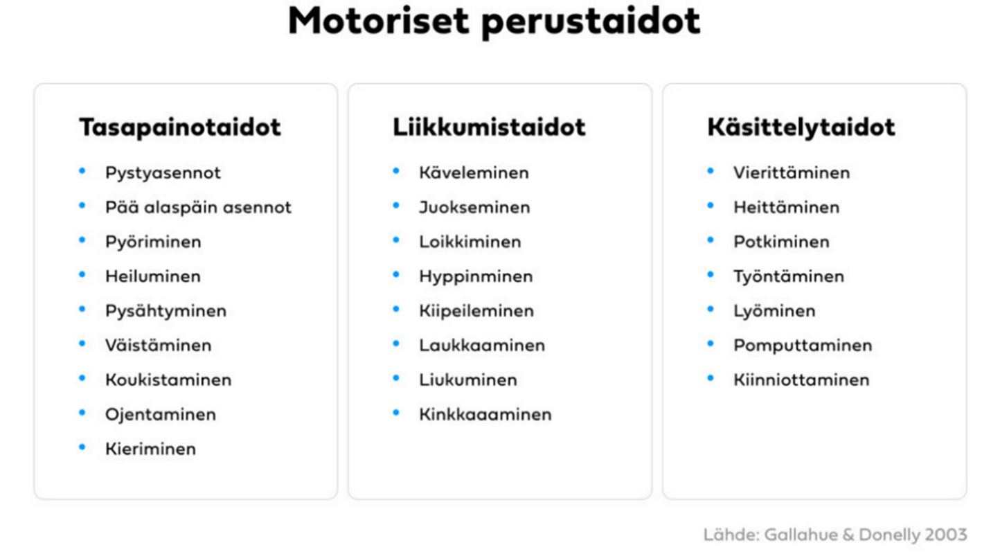 Motoriset perustaidot
Tasapainotaidot
Pystyasennot
Pää alaspäin asennot
Pyöriminen
Heiluminen
Pysähtyminen
Väistäminen
Koukistaminen
Ojentaminen
Kieriminen
Liikkumistaidot
Käveleminen
Juokseminen
Loikkiminen
Hyppinminen
Kiipeileminen
Laukkaaminen
Liukuminen
Kinkkaaaminen
Käsittelytaidot
Vierittäminen
Heittäminen
Potkiminen
Työntäminen
Lyöminen
Pomputtaminen
Kiinniottaminen
Lähde: Gallahue & Donelly 2003